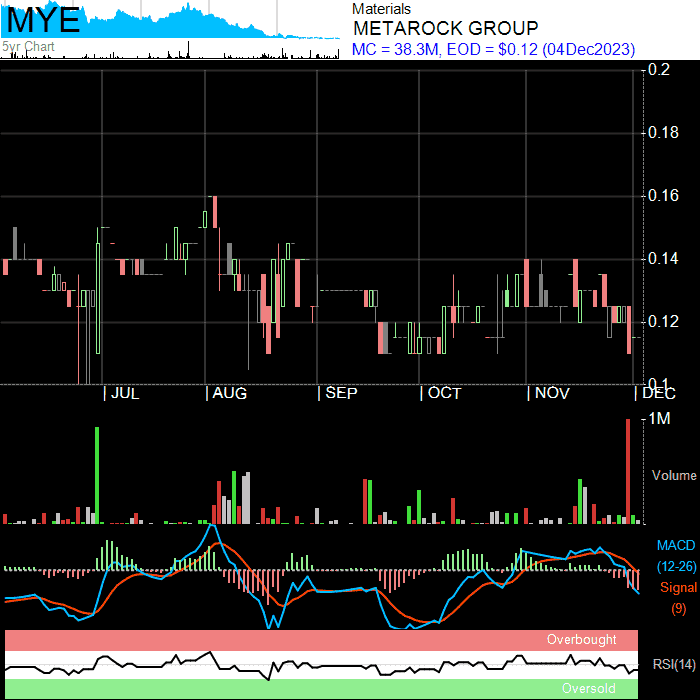 MYE
5yr Chart
Materials
METAROCK GROUP
MC = 38.3M, EOD = $0.12 (04Dec2023)
0.2
0.18
0.16
0.14
0.12
0.1
JUL
AUG
SEP
OCT
NOV
DEC
1M
Volume
MACD
(12-26)
Signal
(9)
Overbought
RSI(14)
Oversold